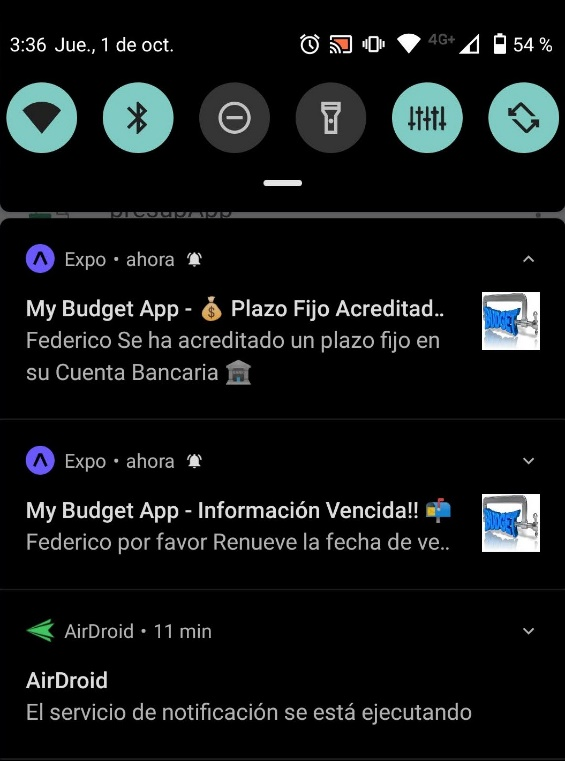 3:36 Jue., 1 de oct. 4G+ 54 %
presupApp
Expo • ahora
My Budget App - 💰 Plazo Fijo Acreditad..
Federico Se ha acreditado un plazo fijo en
su Cuenta Bancaria 🏦
BUDGET
Expo • ahora
My Budget App - Información Vencida!! 📬
Federico por favor Renueve la fecha de ve..
BUDGET
AirDroid • 11 min
AirDroid
El servicio de notificación se está ejecutando